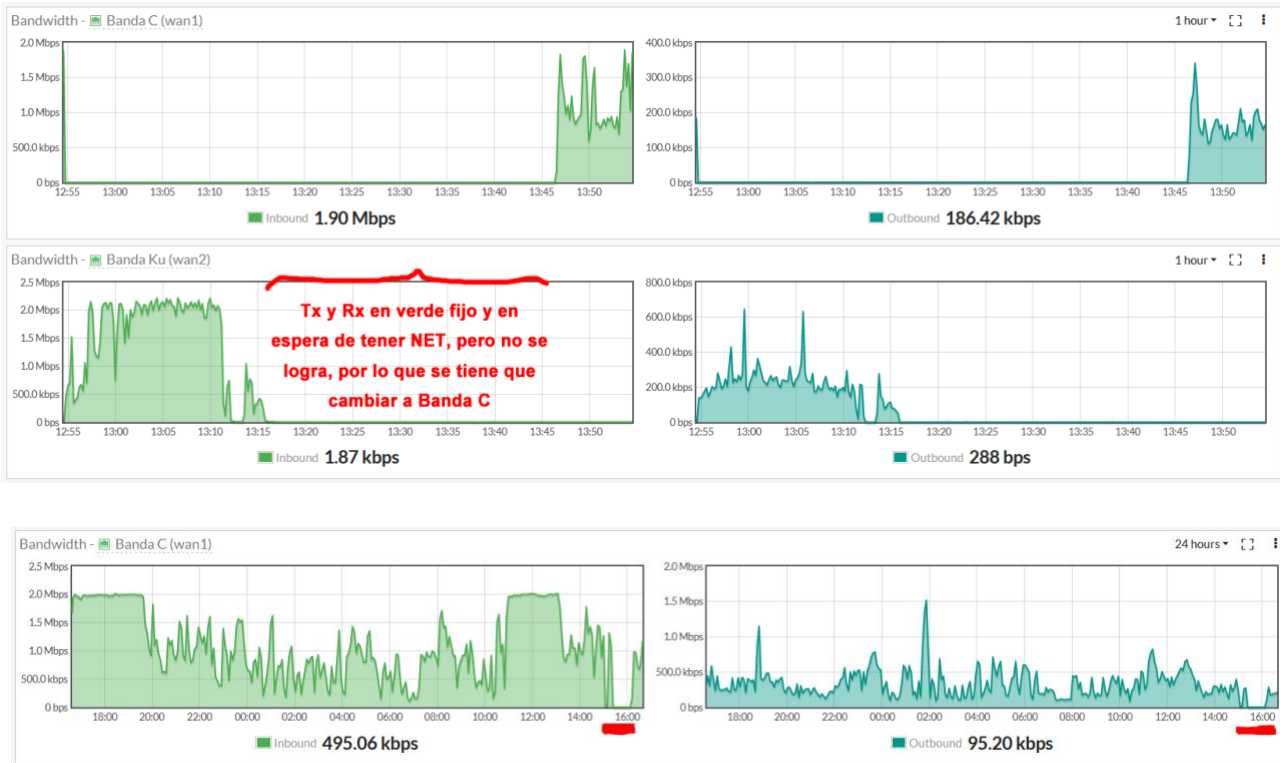 Bandwidth - Banda C (wan1)
1 hour
2.0 Mbps
1.5 Mbps
1.0 Mbps
500.0 kbps
0 bps
12:55 13:00 13:05 13:10 13:15 13:20 13:25 13:30 13:35 13:40 13:45 13:50
Inbound 1.90 Mbps
400.0 kbps
300.0 kbps
200.0 kbps
100.0 kbps
0 bps
12:55 13:00 13:05 13:10 13:15 13:20 13:25 13:30 13:35 13:40 13:45 13:50
Outbound 186.42 kbps
Bandwidth - Banda Ku (wan2)
1 hour
2.5 Mbps
2.0 Mbps
1.5 Mbps
1.0 Mbps
500.0 kbps
0 bps
Tx y Rx en verde fijo y en
espera de tener NET, pero no se
logra, por lo que se tiene que
cambiar a Banda C
12:55 13:00 13:05 13:10 13:15 13:20 13:25 13:30 13:35 13:40 13:45 13:50
Inbound 1.87 kbps
800.0 kbps
600.0 kbps
400.0 kbps
200.0 kbps
0 bps
12:55 13:00 13:05 13:10 13:15 13:20 13:25 13:30 13:35 13:40 13:45 13:50
Outbound 288 bps
Bandwidth - Banda C (wan1)
24 hours
2.5 Mbps
2.0 Mbps
1.5 Mbps
1.0 Mbps
500.0 kbps
0 bps
18:00 20:00 22:00 00:00 02:00 04:00 06:00 08:00 10:00 12:00 14:00 16:00
Inbound 495.06 kbps
2.0 Mbps
1.5 Mbps
1.0 Mbps
500.0 kbps
0 bps
18:00 20:00 22:00 00:00 02:00 04:00 06:00 08:00 10:00 12:00 14:00 16:00
Outbound 95.20 kbps